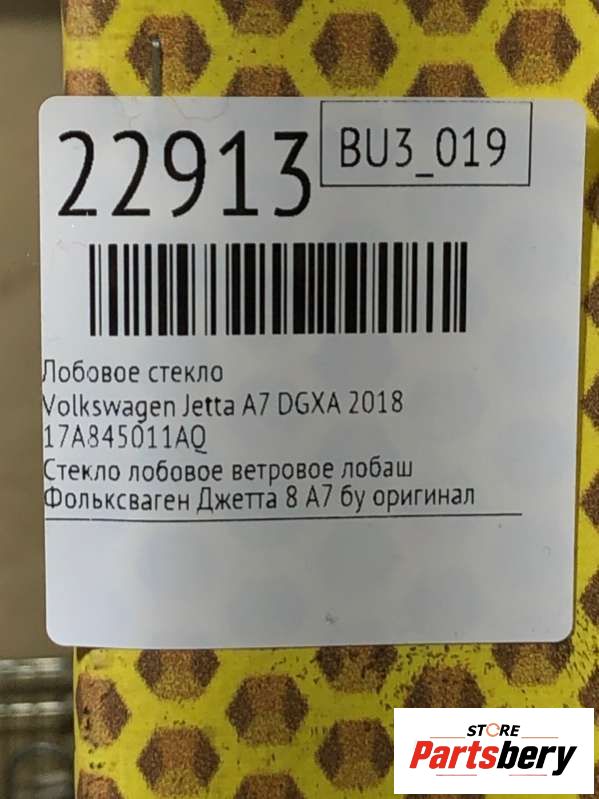 22913
BU3_019
Лобовое стекло
Volkswagen Jetta A7 DGXA 2018
17A845011AQ
Стекло лобовое ветровое лобаш
Фольксваген Джетта 8 А7 бу оригинал
STORE
Partsbery